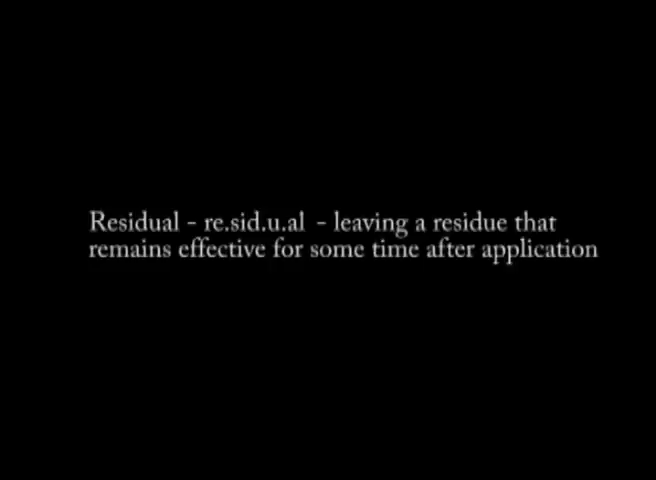 Residual - re.sid.u.al - leaving a residue that
remains effective for some time after application